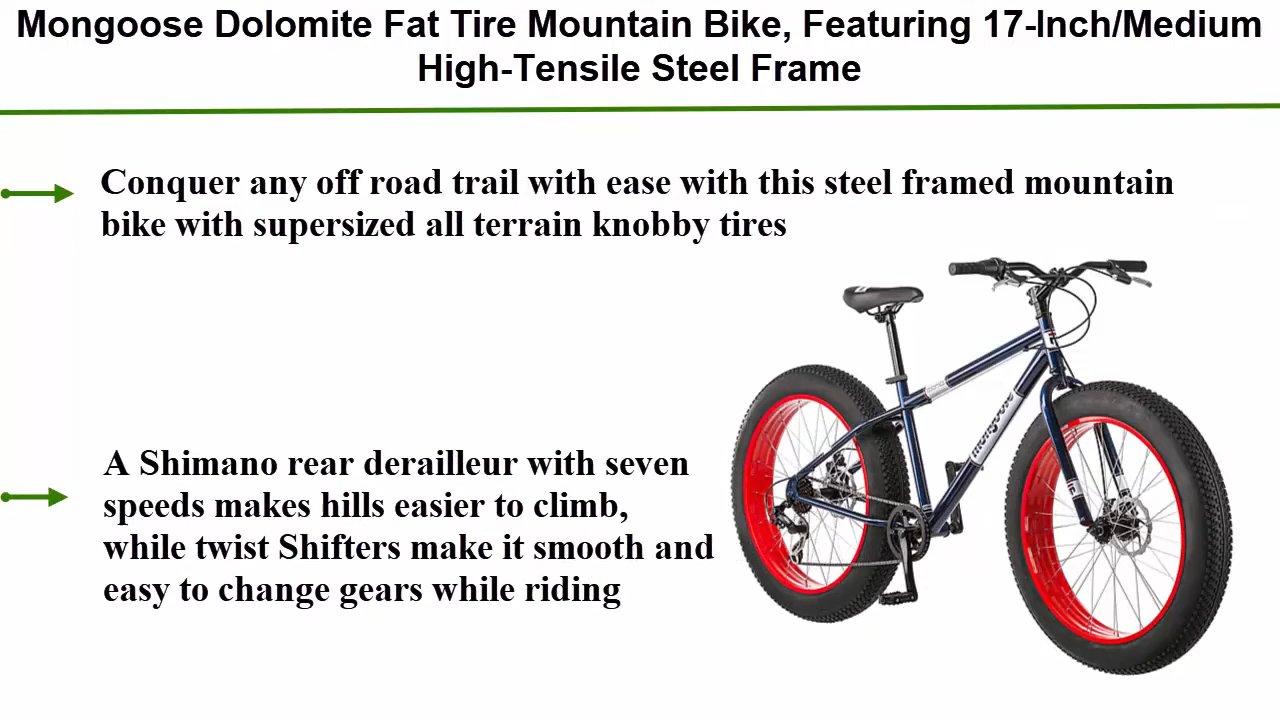 Mongoose Dolomite Fat Tire Mountain Bike, Featuring 17-Inch/Medium
High-Tensile Steel Frame
Conquer any off road trail with ease with this steel framed mountain
bike with supersized all terrain knobby tires
A Shimano rear derailleur with seven
speeds makes hills easier to climb,
while twist Shifters make it smooth and
easy to change gears while riding
mongoose